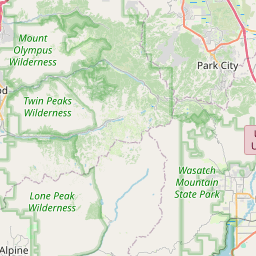 Mount
Olympus
Wilderness
Park City
Twin Peaks
Wilderness
Wasatch
Mountain
State Park
Lone Peak
Wilderness
Alpine